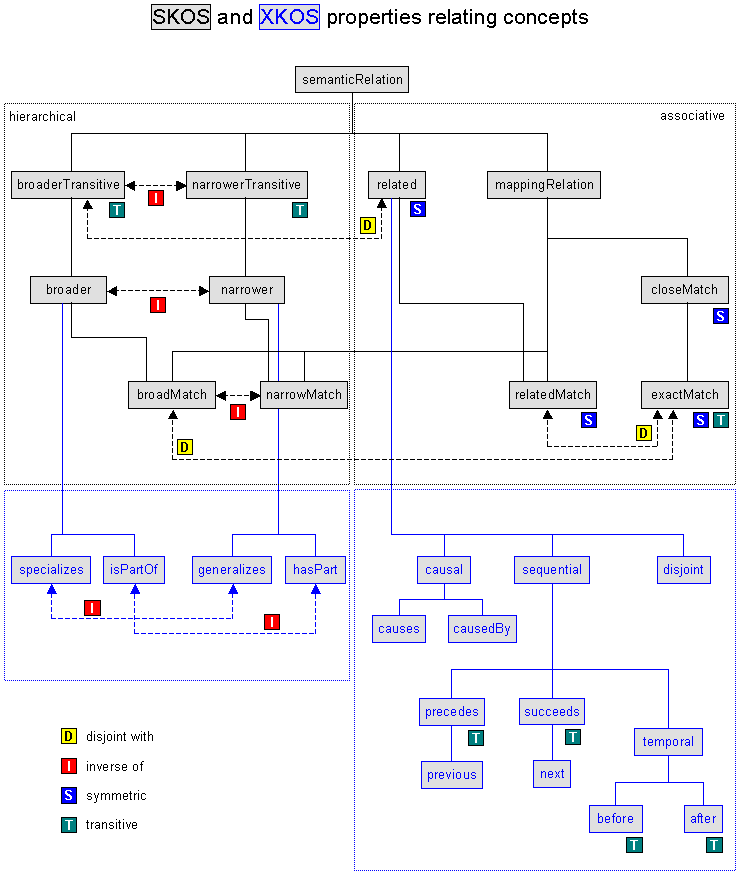 SKOS and XKOS properties relating concepts
semanticRelation
hierarchical
associative
broaderTransitive
narrowerTransitive
related
mappingRelation
I
T
T
D
S
broader
narrower
closeMatch
I
S
broadMatch
narrowMatch
relatedMatch
exactMatch
I
S
S
T
D
D
specializes
isPartOf
generalizes
hasPart
causal
sequential
disjoint
I
I
causes
causedBy
precedes
succeeds
T
T
temporal
previous
next
before
after
T
T
D disjoint with
I inverse of
S symmetric
T transitive